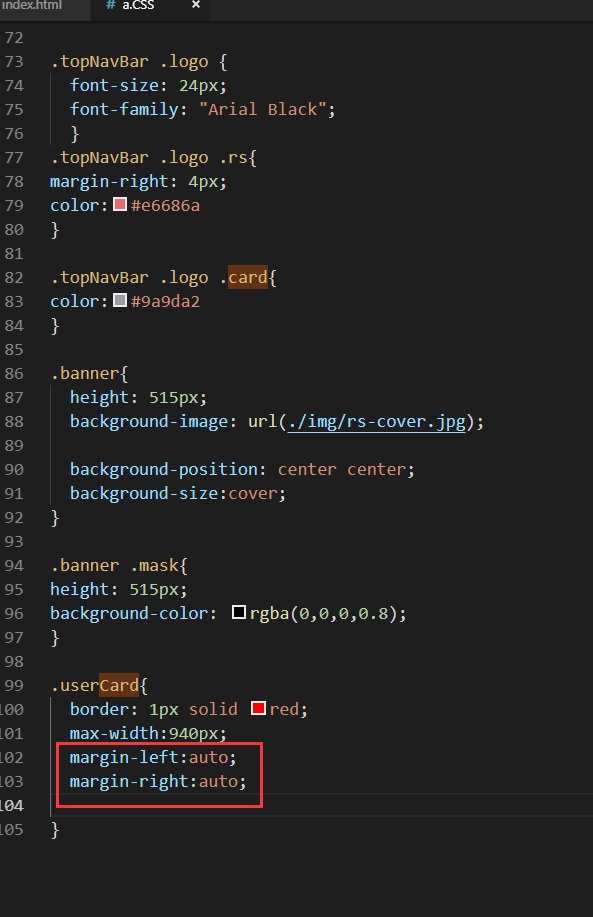 index.html # a.CSS ×
72
73 .topNavBar .logo {
74 font-size: 24px;
75 font-family: "Arial Black";
76 }
77 .topNavBar .logo .rs{
78 margin-right: 4px;
79 color: #e6686a
80 }
81
82 .topNavBar .logo .card{
83 color: #9a9da2
84 }
85
86 .banner{
87 height: 515px;
88 background-image: url(./img/rs-cover.jpg);
89
90 background-position: center center;
91 background-size:cover;
92 }
93
94 .banner .mask{
95 height: 515px;
96 background-color: rgba(0,0,0,0.8);
97 }
98
99 .userCard{
100 border: 1px solid red;
101 max-width:940px;
102 margin-left:auto;
103 margin-right:auto;
104
105 }